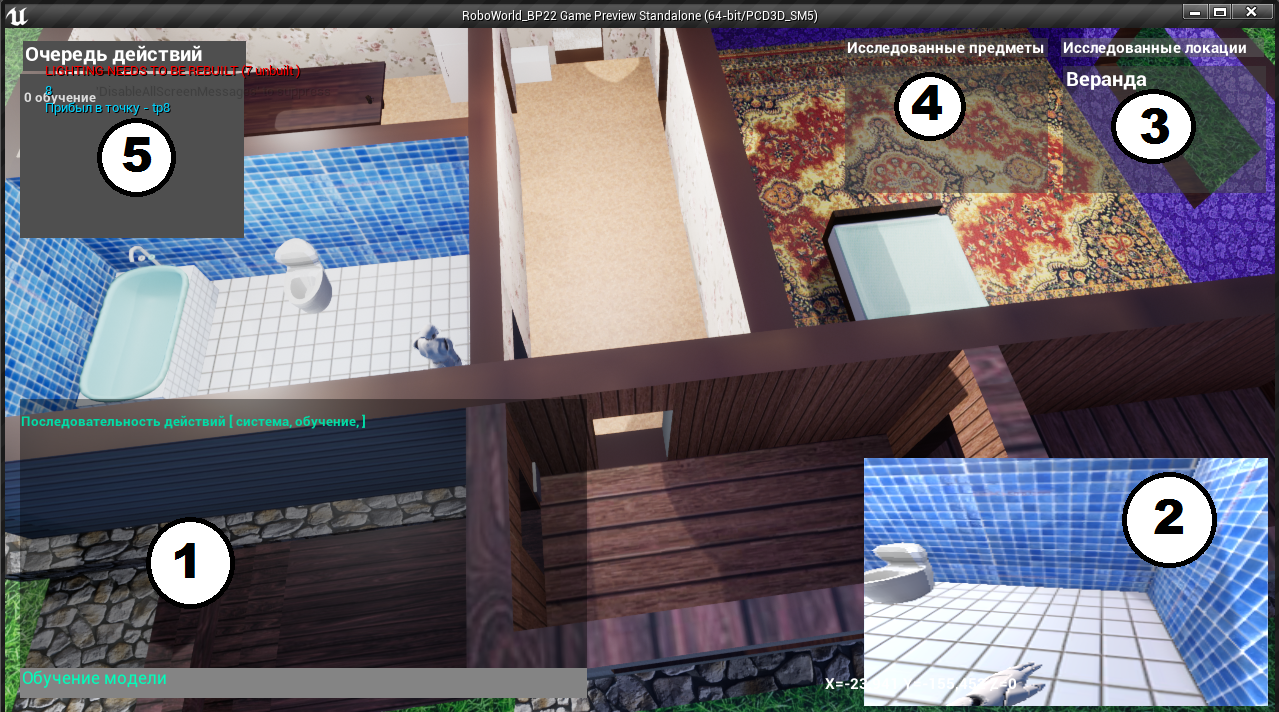 RoboWorld_BP22 Game Preview Standalone (64-bit/PCD3D_SM5)
Очередь действий
LIGHTING NEEDS TO BE REBUILT (7 unbuilt)
8
0 обучение
Прибыл в точку - tp8
5
Исследованные предметы
4
Исследованные локации
Веранда
3
Последовательность действий [ система, обучение, ]
1
Обучение модели
2